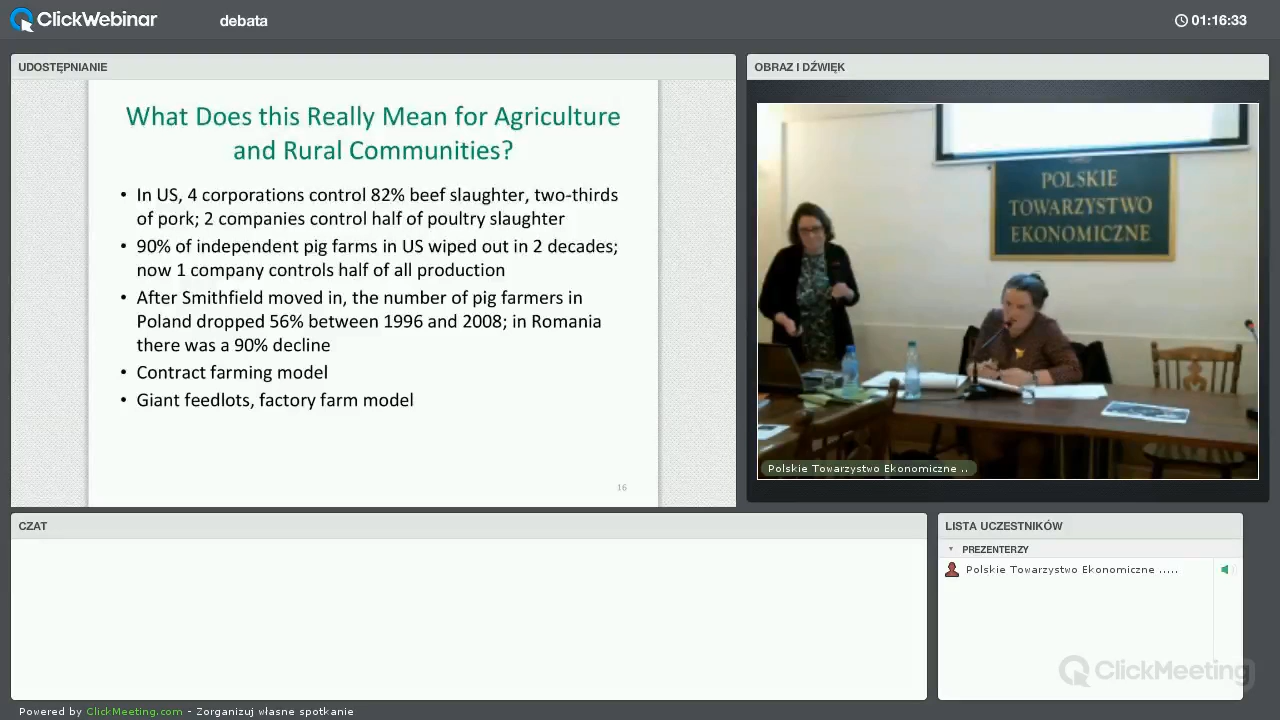 ClickWebinar
debata
01:16:33
UDOSTĘPNIANIE
What Does this Really Mean for Agriculture
and Rural Communities?
• In US, 4 corporations control 82% beef slaughter, two-thirds
of pork; 2 companies control half of poultry slaughter
• 90% of independent pig farms in US wiped out in 2 decades;
now 1 company controls half of all production
• After Smithfield moved in, the number of pig farmers in
Poland dropped 56% between 1996 and 2008; in Romania
there was a 90% decline
• Contract farming model
• Giant feedlots, factory farm model
16
OBRAZ I DŹWIĘK
POLSKIE
TOWARZYSTWO
EKONOMICZNE
Polskie Towarzystwo Ekonomiczne ..
CZAT
LISTA UCZESTNIKÓW
PREZENTERZY
Polskie Towarzystwo Ekonomiczne .....
ClickMeeting
Powered by ClickMeeting.com - Zorganizuj własne spotkanie